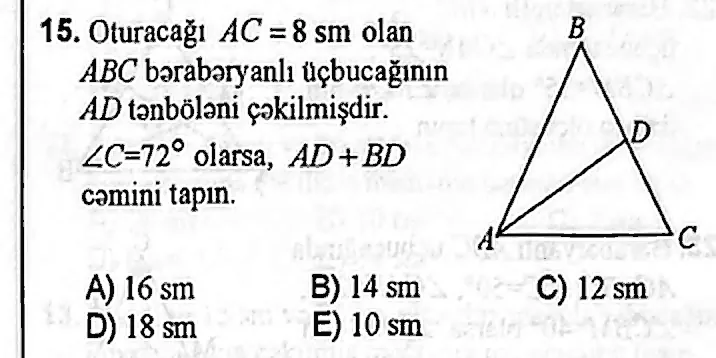 15. Oturacağı AC = 8 sm olan
ABC bərabəryanlı üçbucağının
AD tənböləni çəkilmişdir.
∠C=72° olarsa, AD + BD
cəmini tapın.
B
D
A
C
A) 16 sm B) 14 sm C) 12 sm
D) 18 sm E) 10 sm